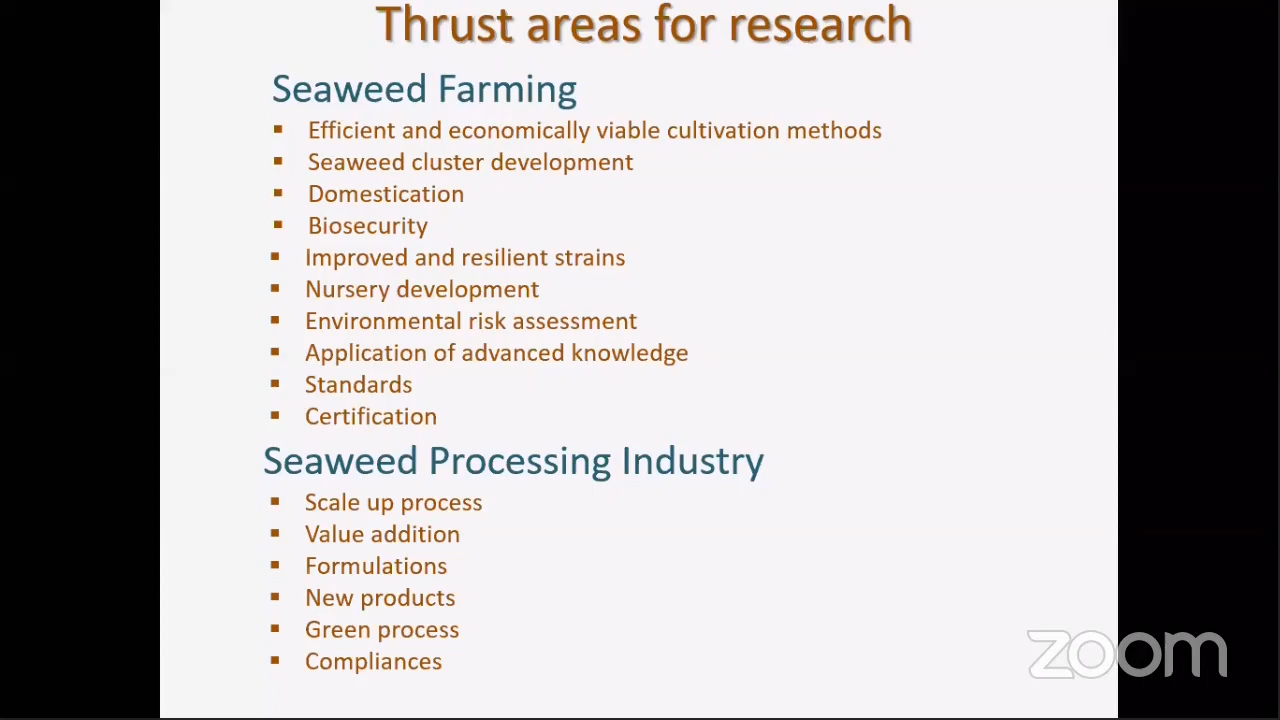 Thrust areas for research
Seaweed Farming
▪ Efficient and economically viable cultivation methods
▪ Seaweed cluster development
▪ Domestication
▪ Biosecurity
▪ Improved and resilient strains
▪ Nursery development
▪ Environmental risk assessment
▪ Application of advanced knowledge
▪ Standards
▪ Certification
Seaweed Processing Industry
▪ Scale up process
▪ Value addition
▪ Formulations
▪ New products
▪ Green process
▪ Compliances
zoom